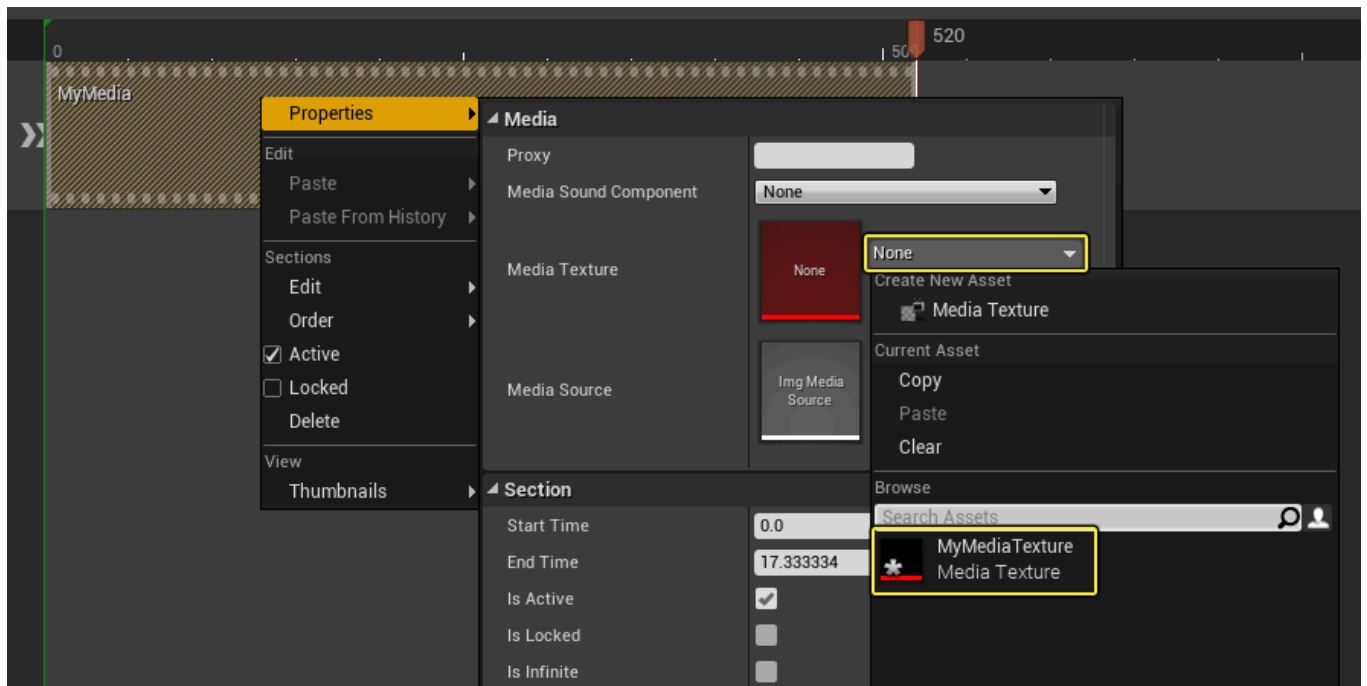 0
500
520
MyMedia
Properties
Edit
Paste
Paste From History
Sections
Edit
Order
Active
Locked
Delete
View
Thumbnails
Media
Proxy
Media Sound Component
None
Media Texture
None
None
Create New Asset
Media Texture
Current Asset
Copy
Paste
Clear
Browse
Search Assets
MyMediaTexture
Media Texture
Media Source
Img Media
Source
Section
Start Time
0.0
End Time
17.333334
Is Active
Is Locked
Is Infinite